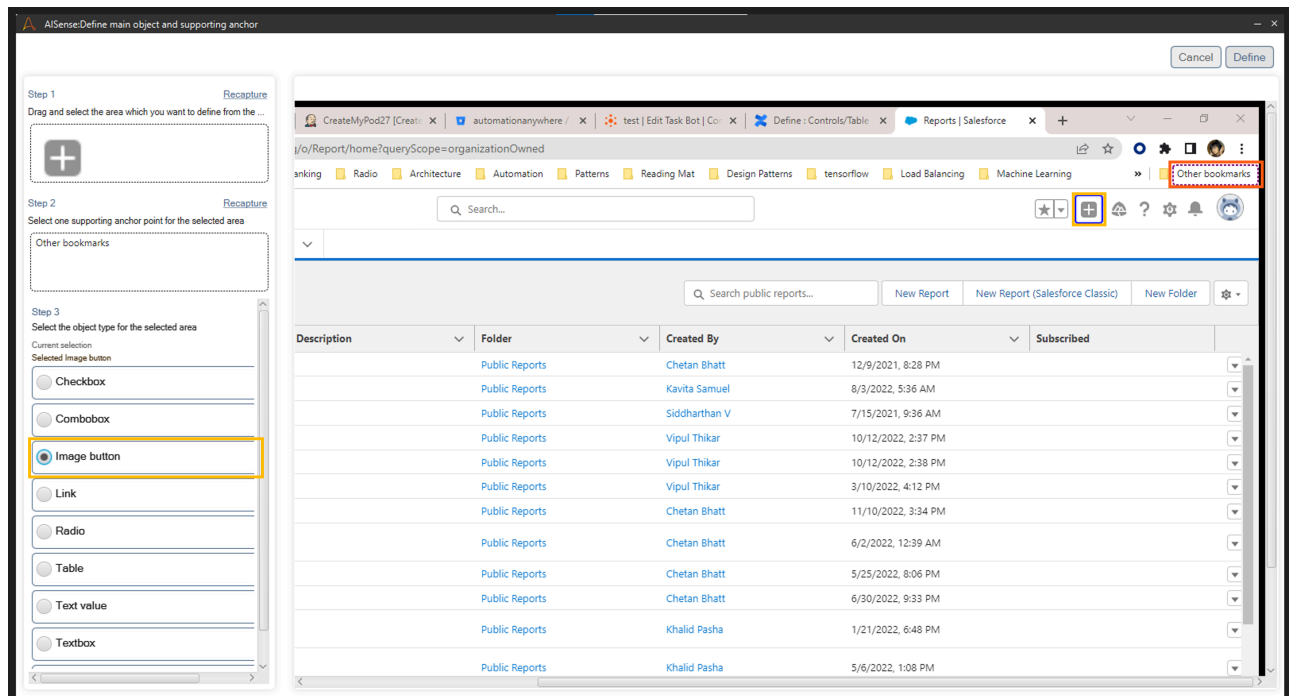 AISense:Define main object and supporting anchor
Cancel
Define
Step 1
Recapture
Drag and select the area which you want to define from the ...
Step 2
Recapture
Select one supporting anchor point for the selected area
Other bookmarks
Step 3
Select the object type for the selected area
Current selection
Selected Image button
Checkbox
Combobox
Image button
Link
Radio
Table
Text value
Textbox
CreateMyPod27 [Create
automationanywhere /
test | Edit Task Bot | Co
Define : Controls/Table
Reports | Salesforce
g/o/Report/home?queryScope=organizationOwned
anking Radio Architecture Automation Patterns Reading Mat Design Patterns tensorflow Load Balancing Machine Learning » Other bookmarks
Search...
Search public reports...
New Report
New Report (Salesforce Classic)
New Folder
Description Folder Created By Created On Subscribed
Public Reports Chetan Bhatt 12/9/2021, 8:28 PM
Public Reports Kavita Samuel 8/3/2022, 5:36 AM
Public Reports Siddharthan V 7/15/2021, 9:36 AM
Public Reports Vipul Thikar 10/12/2022, 2:37 PM
Public Reports Vipul Thikar 10/12/2022, 2:38 PM
Public Reports Vipul Thikar 3/10/2022, 4:12 PM
Public Reports Chetan Bhatt 11/10/2022, 3:34 PM
Public Reports Chetan Bhatt 6/2/2022, 12:39 AM
Public Reports Chetan Bhatt 5/25/2022, 8:06 PM
Public Reports Chetan Bhatt 6/30/2022, 9:33 PM
Public Reports Khalid Pasha 1/21/2022, 6:48 PM
Public Reports Khalid Pasha 5/6/2022, 1:08 PM